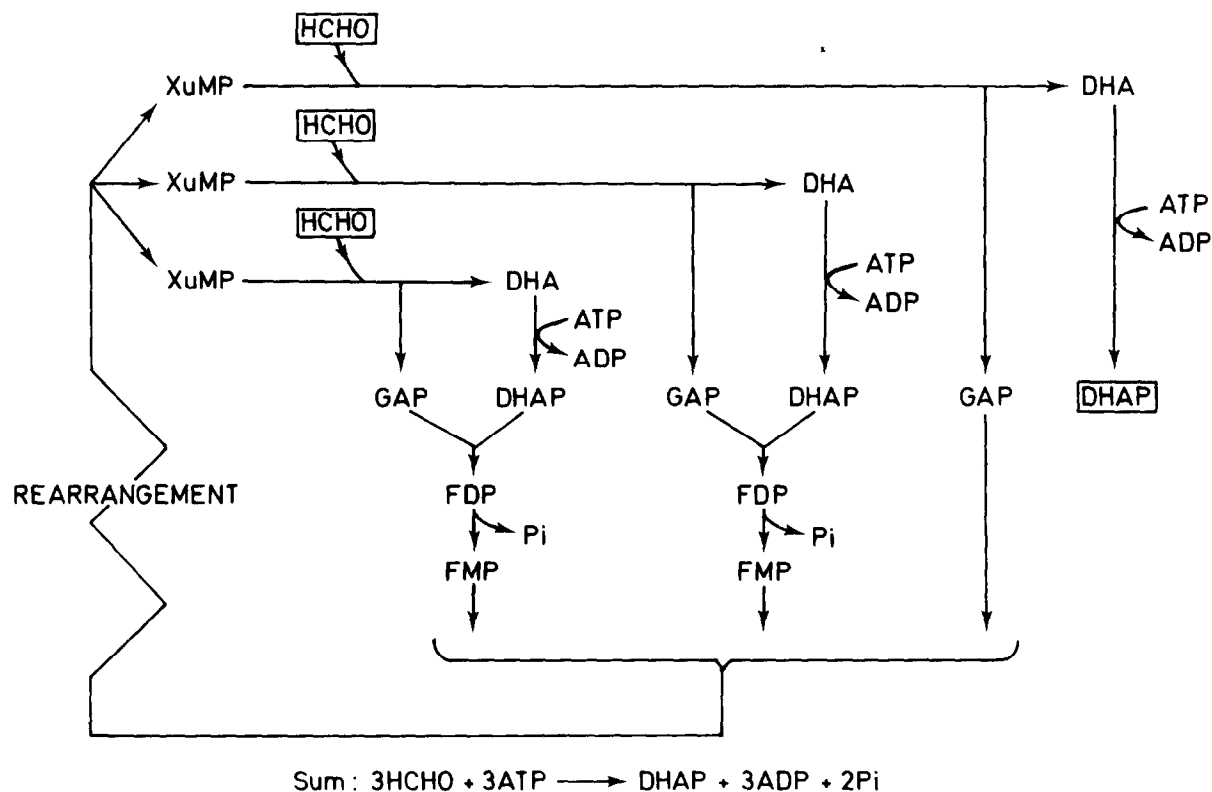 HCHO
XuMP DHA
HCHO
ATP
XuMP DHA
ADP
HCHO
ATP
XuMP DHA
ADP
ATP
ADP
GAP DHAP GAP DHAP GAP DHAP
REARRANGEMENT FDP FDP
Pi Pi
FMP FMP
Sum : 3HCHO + 3ATP ⟶ DHAP + 3ADP + 2Pi